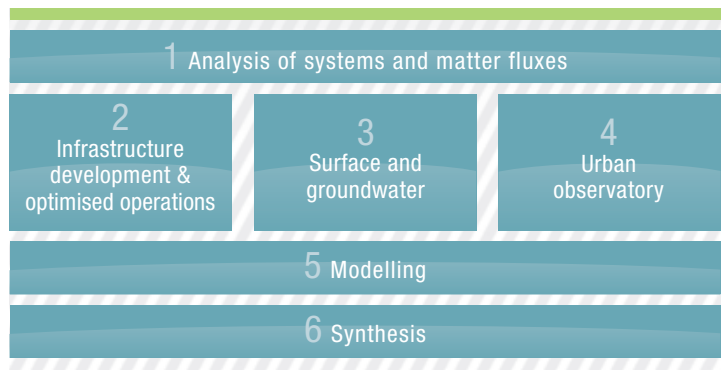 1 Analysis of systems and matter fluxes
2
Infrastructure
development &
optimised operations
3
Surface and
groundwater
4
Urban
observatory
5 Modelling
6 Synthesis